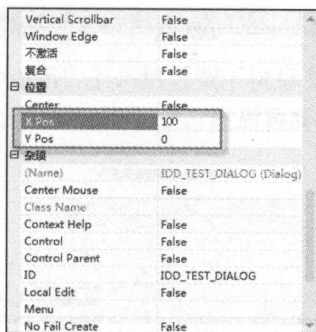 Vertical Scrollbar False
Window Edge False
不激活 False
复合 False
位置
Center False
X Pos 100
Y Pos 0
杂项
(Name) IDD_TEST_DIALOG (Dialog)
Center Mouse False
Class Name
Context Help False
Control False
Control Parent False
ID IDD_TEST_DIALOG
Local Edit False
Menu
No Fail Create False